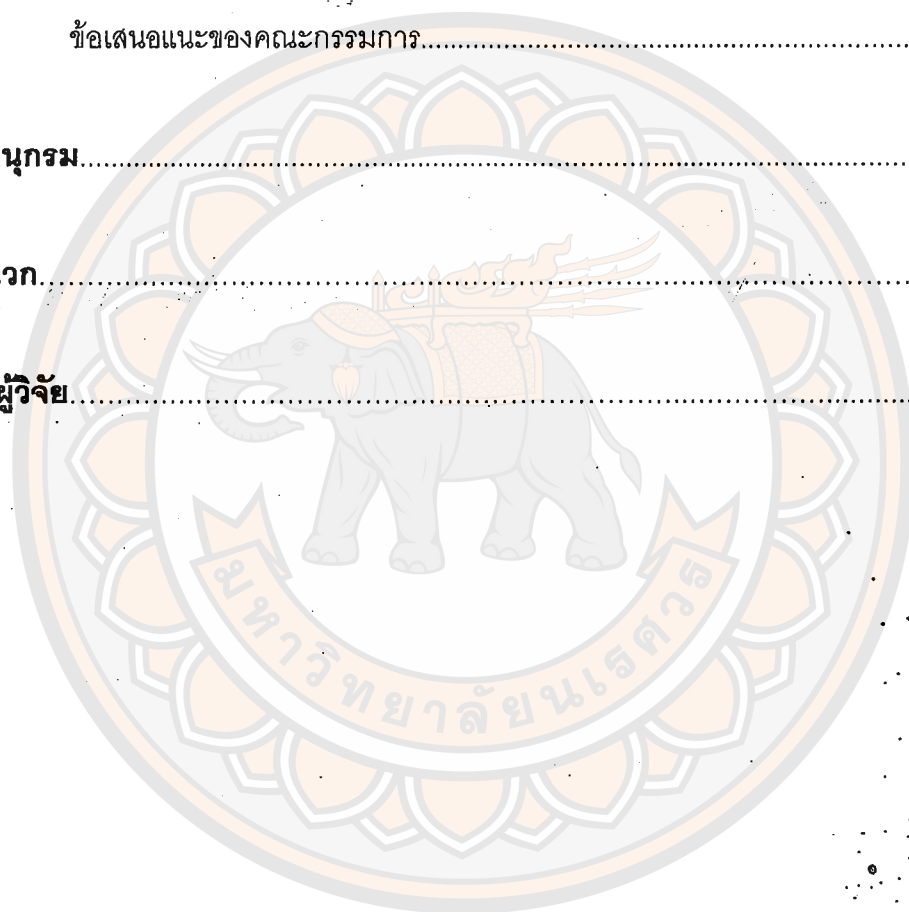 ข้อเสนอแนะของคณะกรรมการ........................................................
นุกรม........................................................
วก........................................................
ผู้วิจัย........................................................
มหาวิทยาลัยนเรศวร